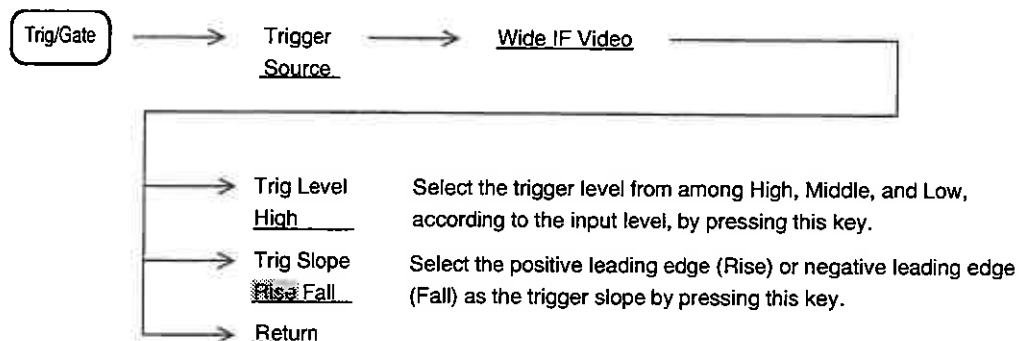 Trig/Gate Trigger Wide IF Video
Source
Trig Level Select the trigger level from among High, Middle, and Low,
High according to the input level, by pressing this key.
Trig Slope Select the positive leading edge (Rise) or negative leading edge
Rise Fall (Fall) as the trigger slope by pressing this key.
Return